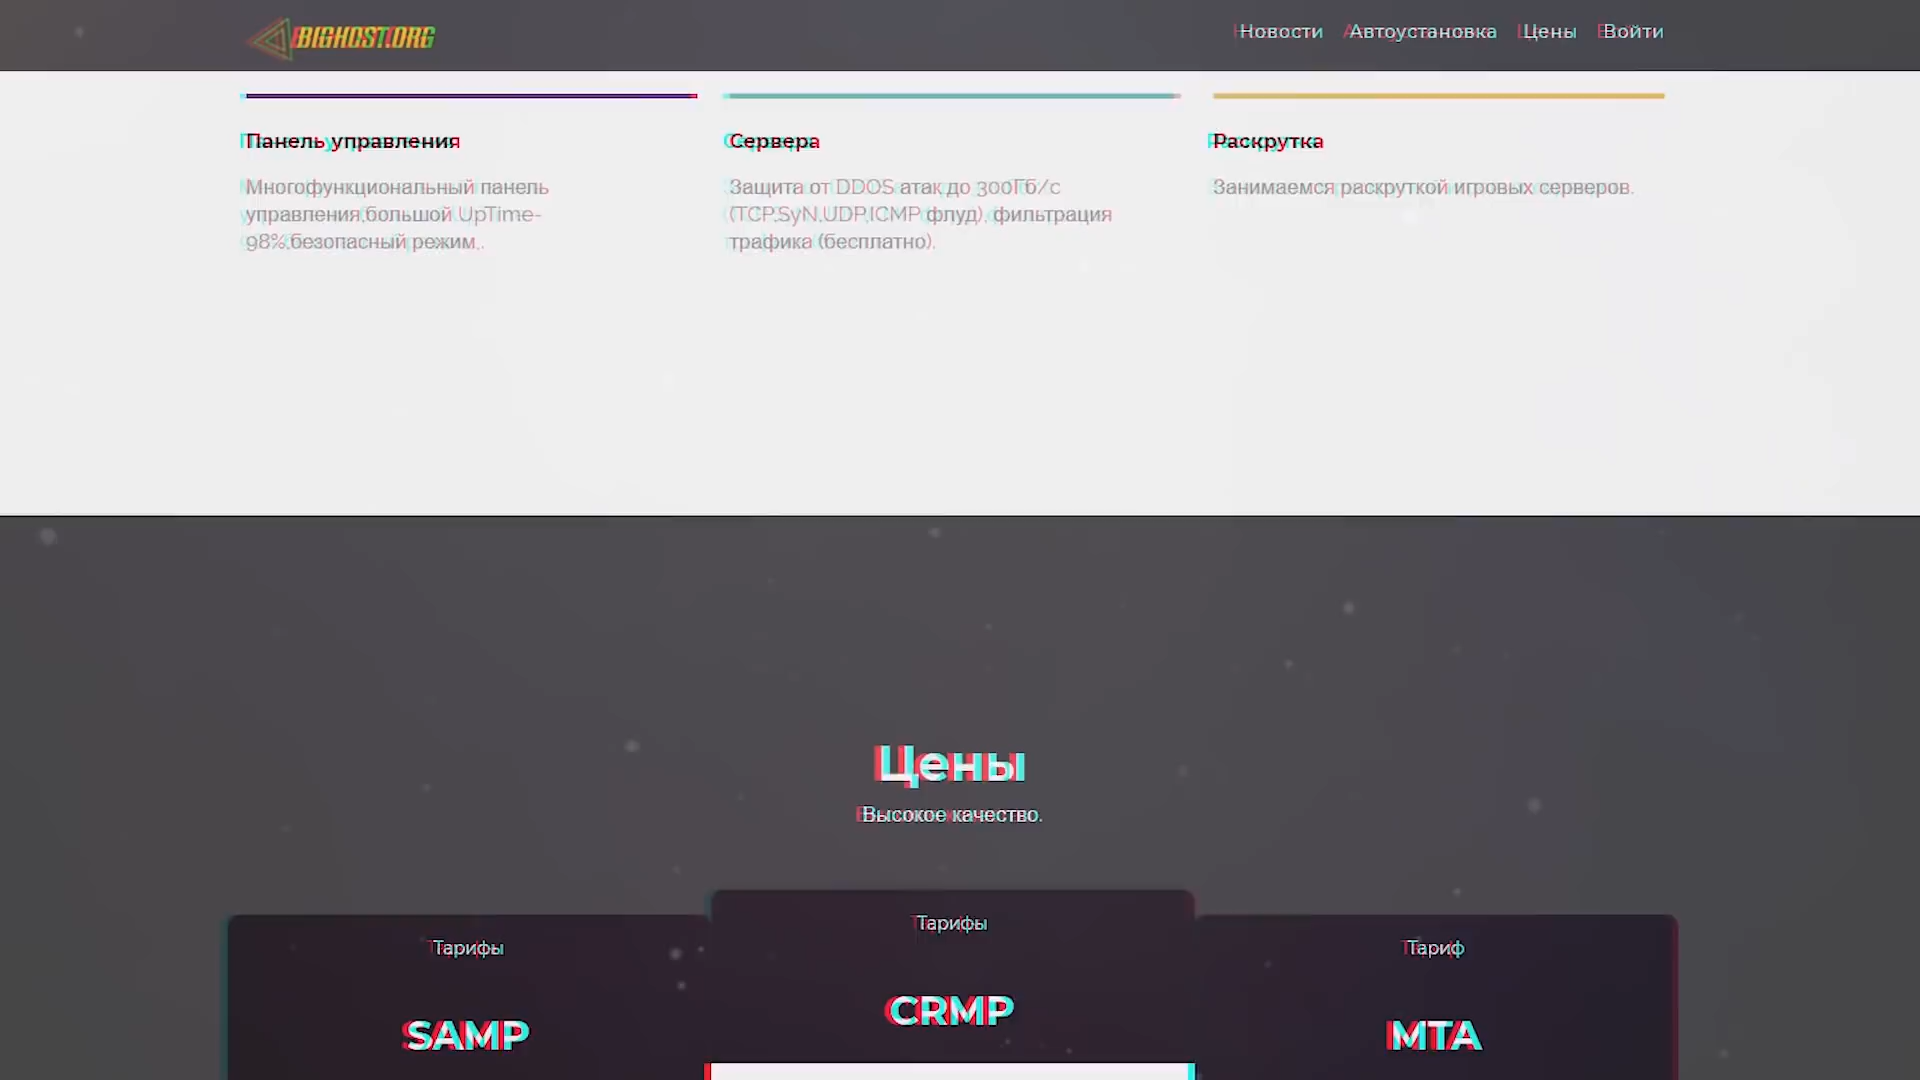 BIGHOST.ORG
Новости Автоустановка Цены Войти
Панель управления
Многофункциональный панель
управления,большой UpTime-
98%,безопасный режим,.
Сервера
Защита от DDOS атак до 300Гб/с
(TCP,SyN,UDP,ICMP флуд), фильтрация
трафика (бесплатно).
Раскрутка
Занимаемся раскруткой игровых серверов.
Цены
Высокое качество.
Тарифы
SAMP
Тарифы
CRMP
Тариф
MTA